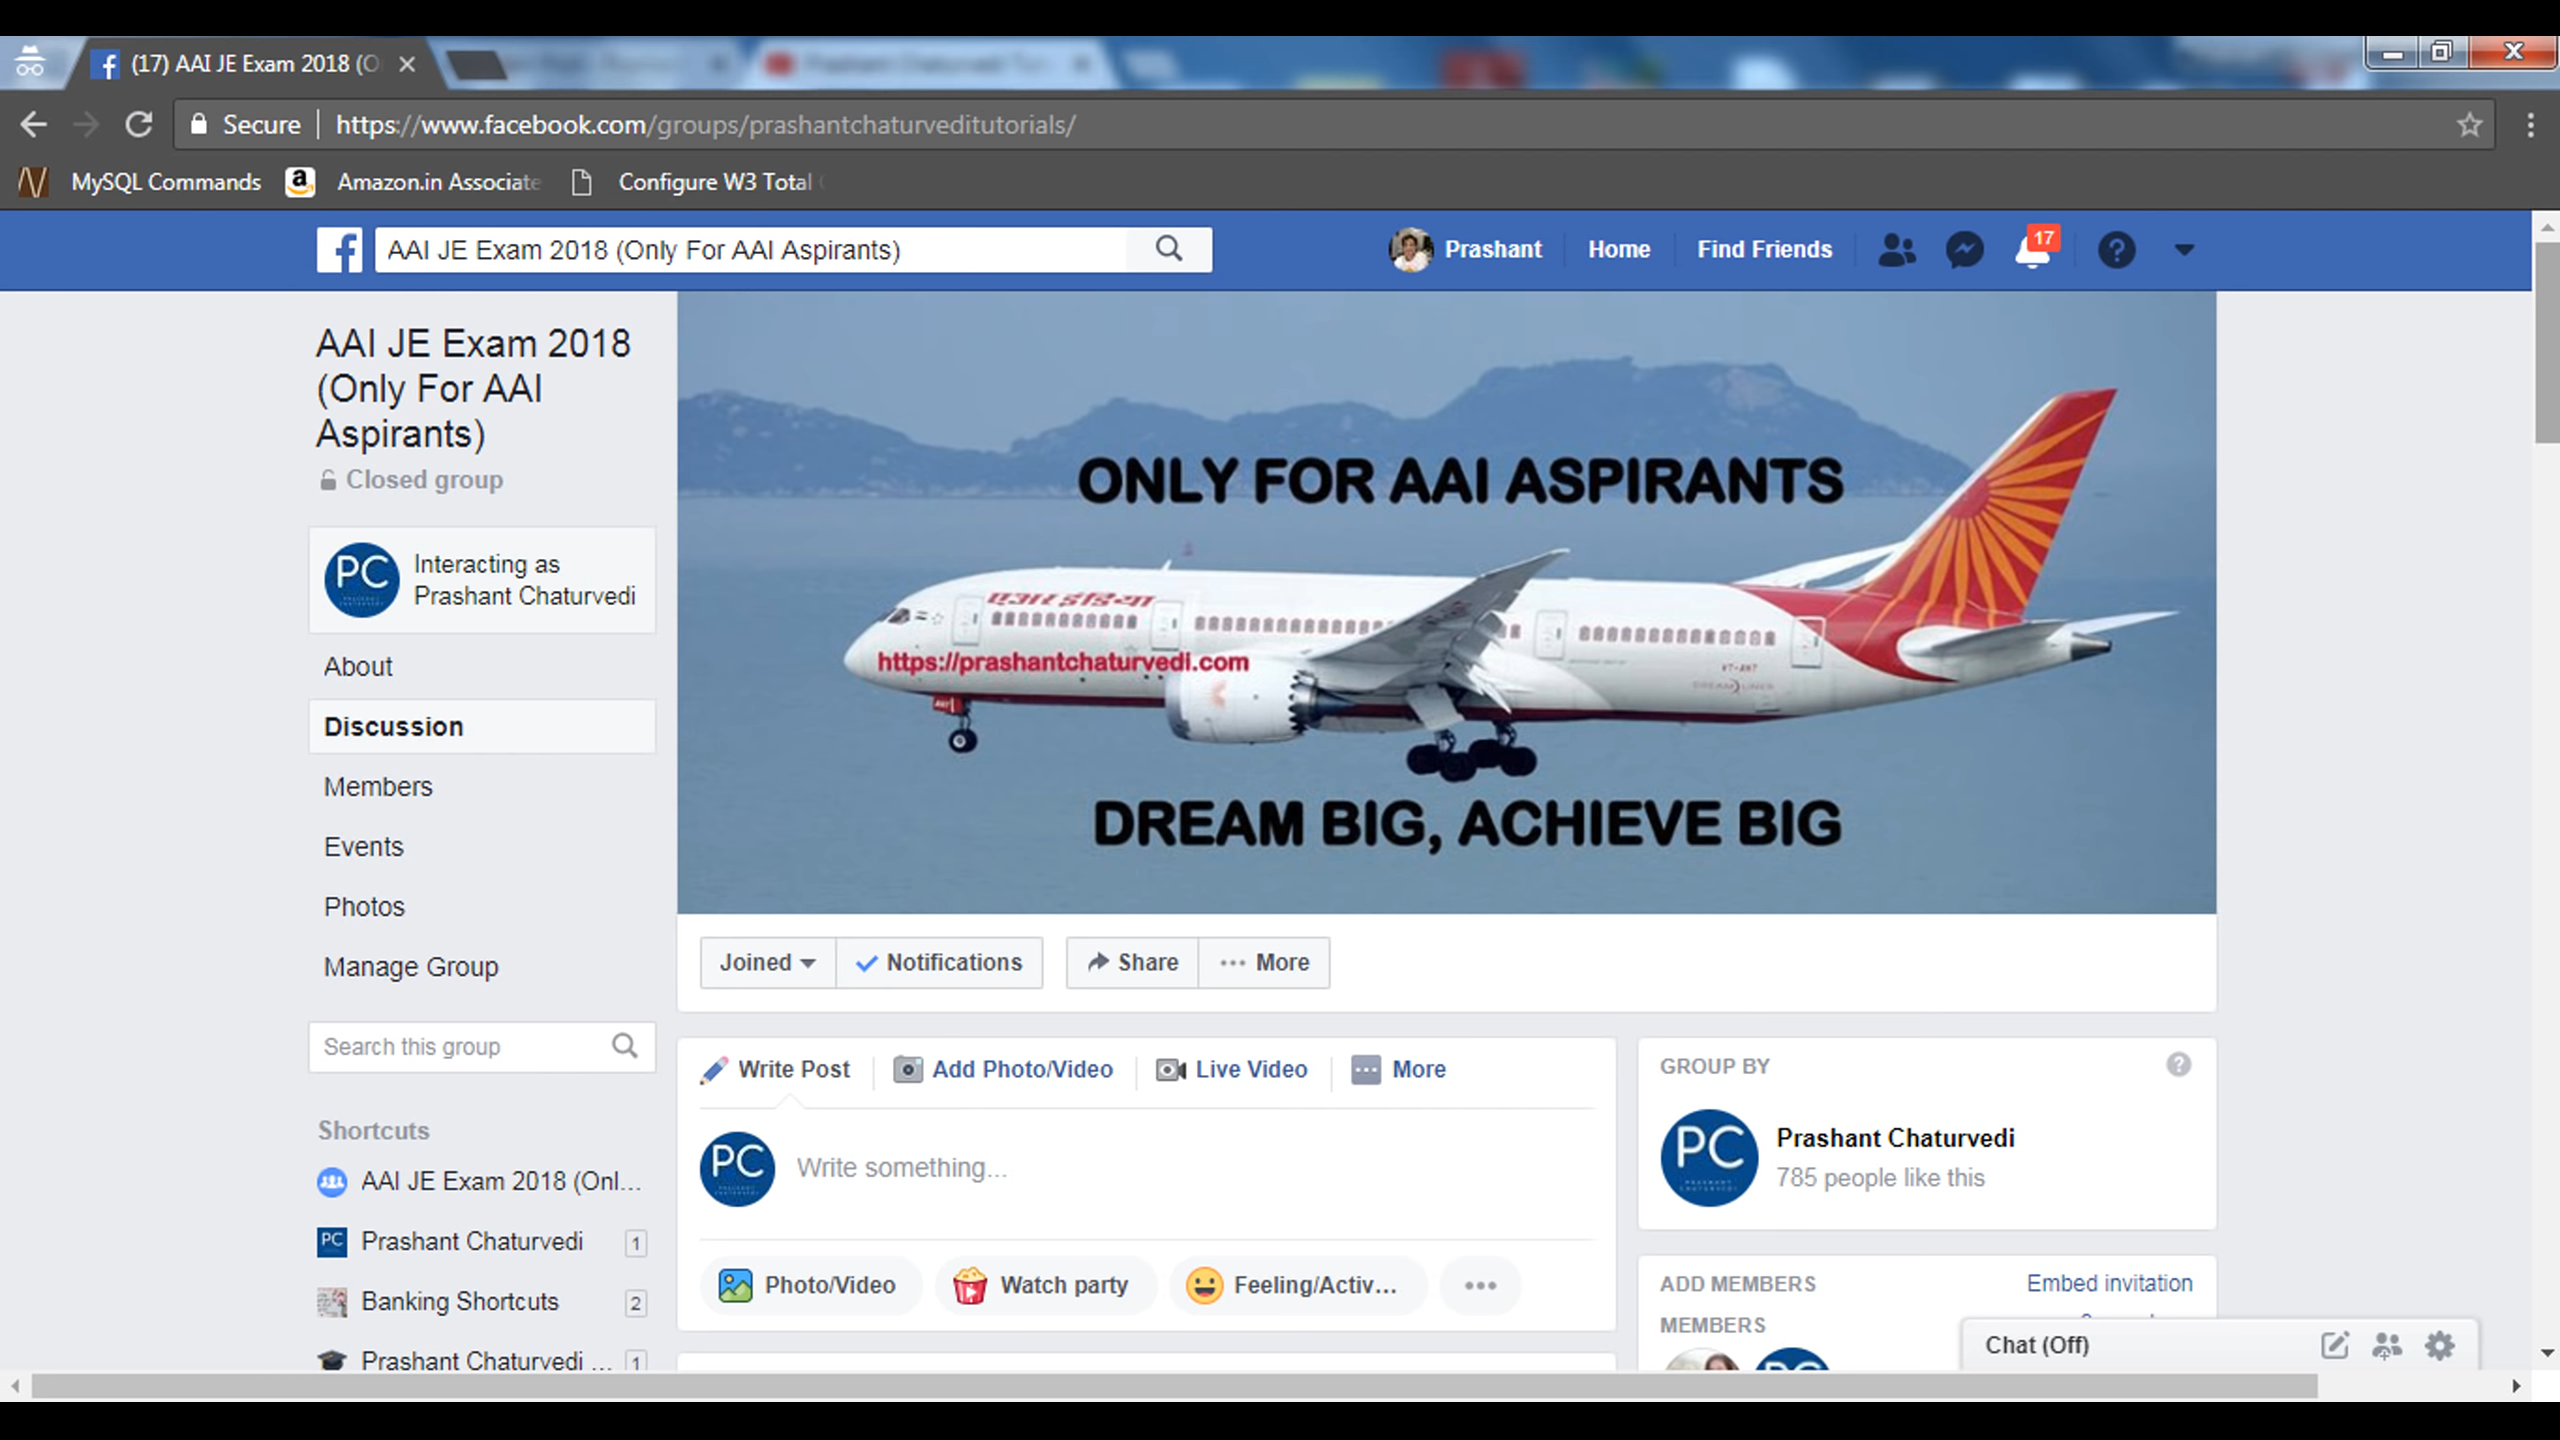 (17) AAI JE Exam 2018 (O
Secure
https://www.facebook.com/groups/prashantchaturveditutorials/
MySQL Commands
Amazon.in Associate
Configure W3 Total
AAI JE Exam 2018 (Only For AAI Aspirants)
Prashant
Home
Find Friends
17
AAI JE Exam 2018
(Only For AAI
Aspirants)
Closed group
PC
Interacting as
Prashant Chaturvedi
About
Discussion
Members
Events
Photos
Manage Group
Search this group
Shortcuts
AAI JE Exam 2018 (Onl...
PC
Prashant Chaturvedi
1
Banking Shortcuts
2
Prashant Chaturvedi ...
1
ONLY FOR AAI ASPIRANTS
एअर इंडिया
https://prashantchaturvedi.com
DREAM BIG, ACHIEVE BIG
Joined
Notifications
Share
More
Write Post
Add Photo/Video
Live Video
More
PC
Write something...
Photo/Video
Watch party
Feeling/Activ...
GROUP BY
PC
Prashant Chaturvedi
785 people like this
ADD MEMBERS
Embed invitation
MEMBERS
Chat (Off)